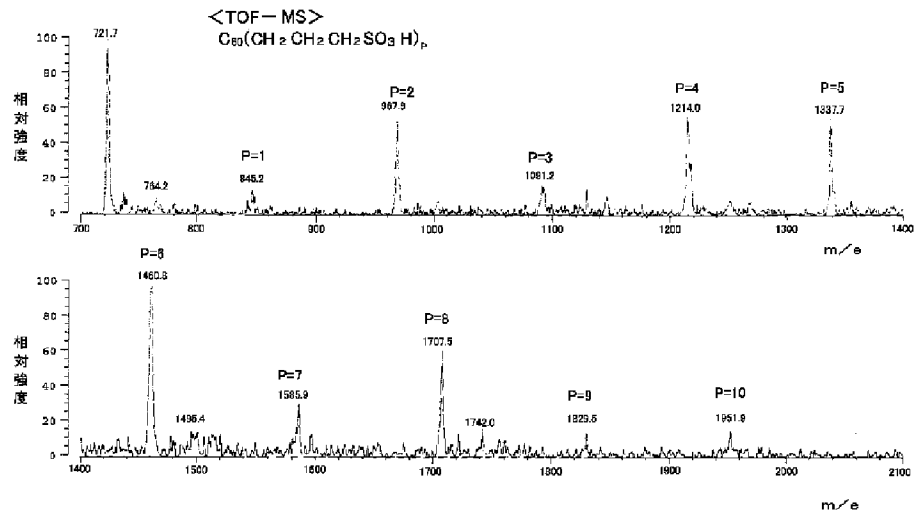 <TOF-MS>
C60(CH2CH2CH2SO3H)P
相対強度
100
80
60
40
20
0
721.7
764.2
P=1
845.2
P=2
967.9
P=3
1091.2
P=4
1214.0
P=5
1337.7
700 800 900 1000 1100 1200 1300 1400
m/e
相対強度
100
80
60
40
20
0
P=6
1460.8
1495.4
P=7
1585.9
P=8
1707.5
1742.0
P=9
1829.5
P=10
1951.9
1400 1500 1600 1700 1800 1900 2000 2100
m/e